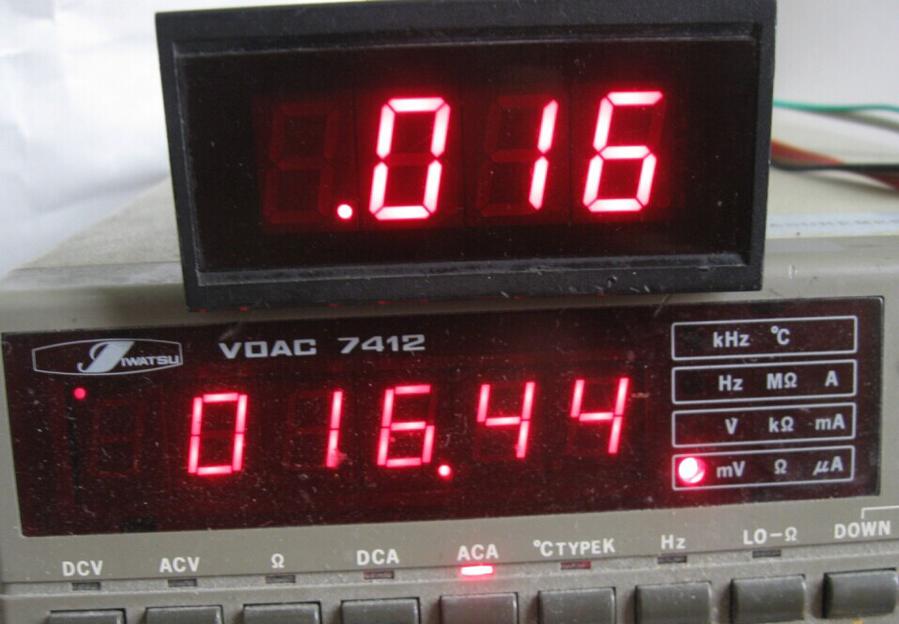 .016
IWATSU VOAC 7412
016.44
kHz °C
Hz MΩ A
V kΩ mA
mV Ω µA
DCV ACV Ω DCA ACA °CTYPEK Hz LO-Ω DOWN